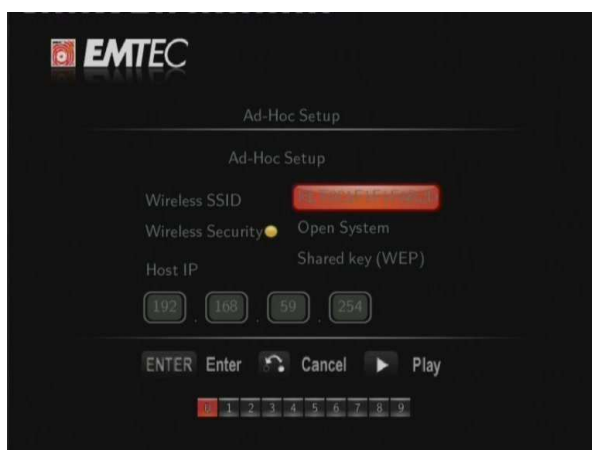 EMTEC
Ad-Hoc Setup
Ad-Hoc Setup
Wireless SSID
Wireless Security Open System
Shared key (WEP)
Host IP
192 . 168 . 59 . 254
ENTER Enter Cancel Play
0 1 2 3 4 5 6 7 8 9